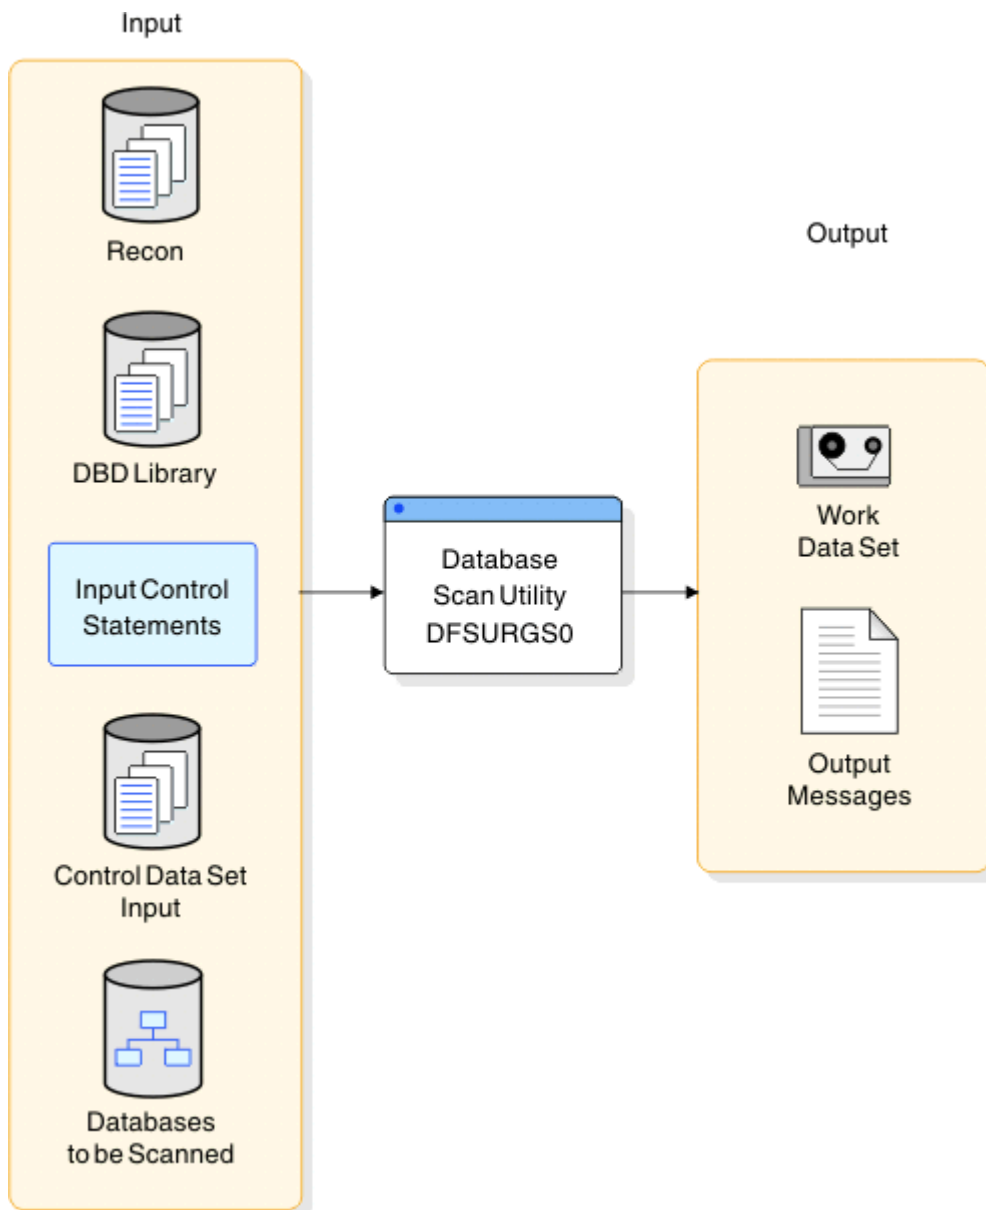 Input
Recon
DBD Library
Input Control
Statements
Control Data Set
Input
Databases
to be Scanned
Database
Scan Utility
DFSURGS0
Output
Work
Data Set
Output
Messages